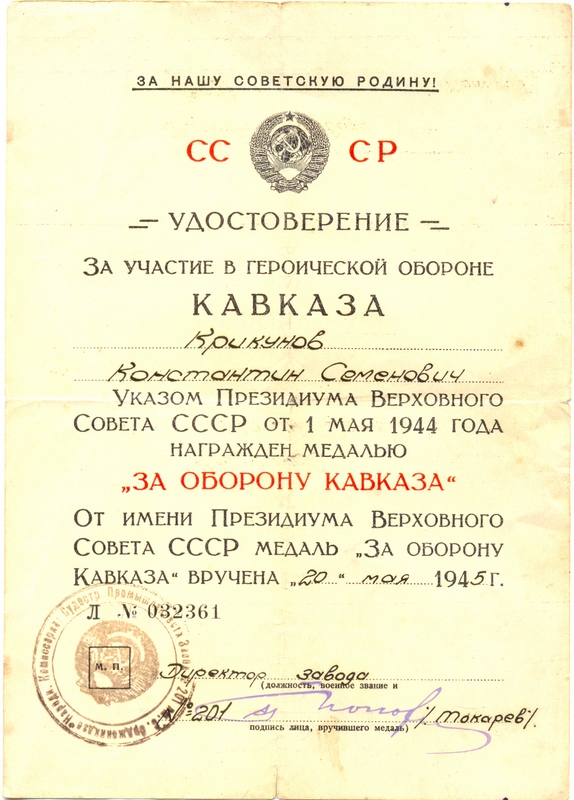 ЗА НАШУ СОВЕТСКУЮ РОДИНУ!
СС СР
УДОСТОВЕРЕНИЕ
ЗА УЧАСТИЕ В ГЕРОИЧЕСКОЙ ОБОРОНЕ
КАВКАЗА
Крикунов
Константин Семенович
УКАЗОМ ПРЕЗИДИУМА ВЕРХОВНОГО
СОВЕТА СССР ОТ 1 МАЯ 1944 ГОДА
НАГРАЖДЕН МЕДАЛЬЮ
„ЗА ОБОРОНУ КАВКАЗА“
ОТ ИМЕНИ ПРЕЗИДИУМА ВЕРХОВНОГО
СОВЕТА СССР МЕДАЛЬ „ЗА ОБОРОНУ
КАВКАЗА“ ВРУЧЕНА „20“ мая 1945 г.
Л № 032361
М. П.
Директор завода
(должность, военное звание и
№ 201 /Токарев/.
подпись лица, вручившего медаль)